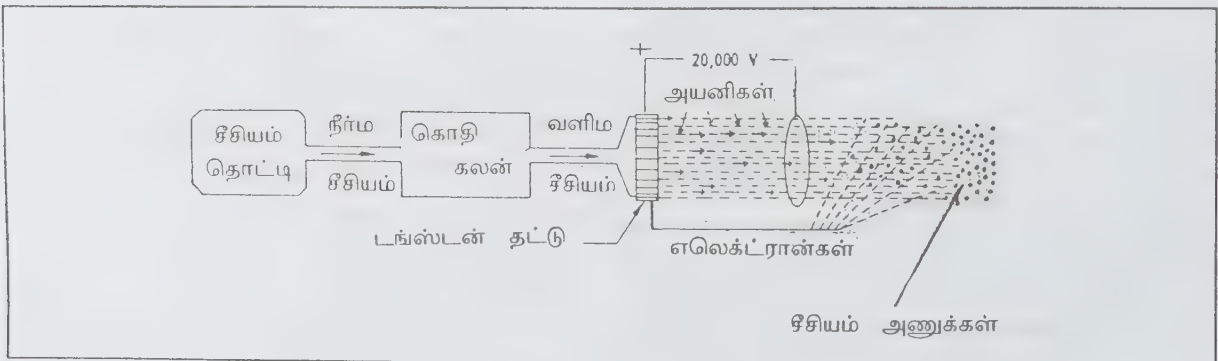 +
20,000 V
அயனிகள்
சீசியம்
தொட்டி
நீர்ம
சீசியம்
கொதி
கலன்
வளிம
சீசியம்
டங்ஸ்டன் தட்டு
எலெக்ட்ரான்கள்
சீசியம் அணுக்கள்